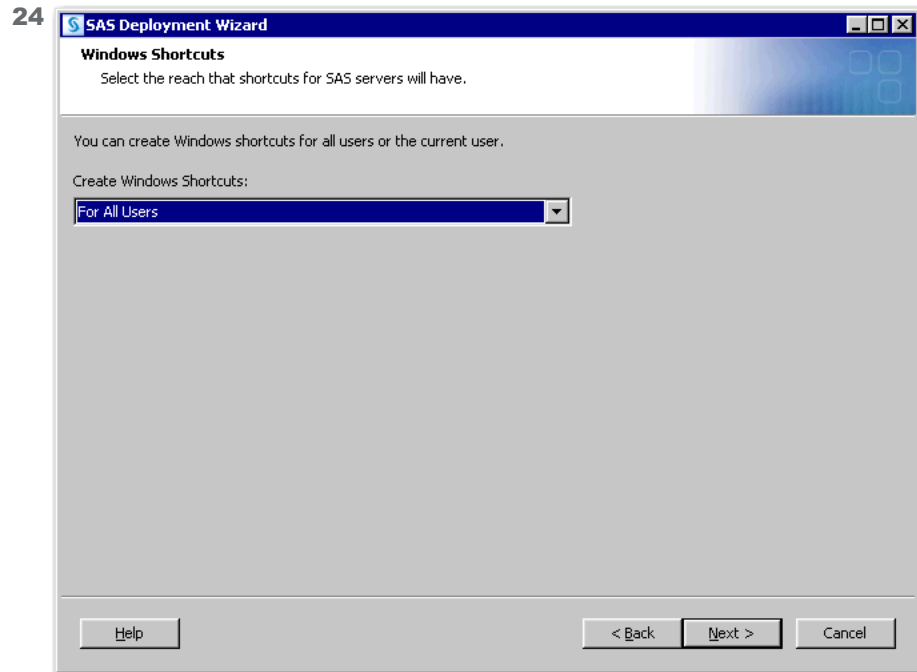 24
SAS Deployment Wizard
Windows Shortcuts
Select the reach that shortcuts for SAS servers will have.
You can create Windows shortcuts for all users or the current user.
Create Windows Shortcuts:
For All Users
Help
< Back
Next >
Cancel